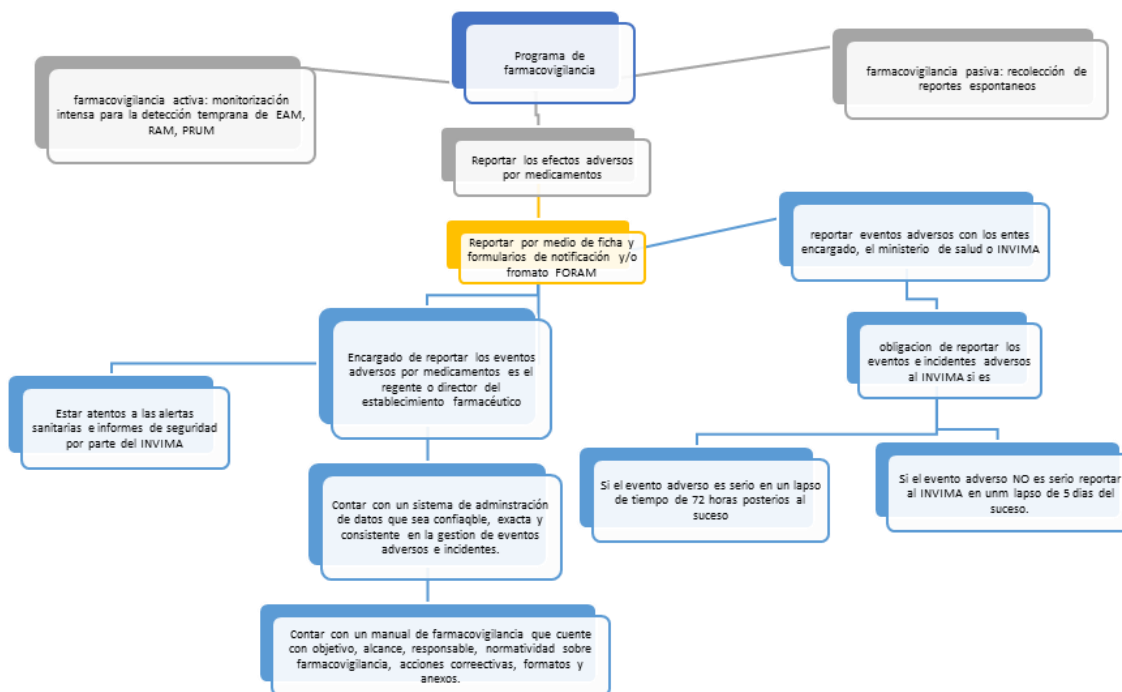 Programa de
farmacovigilancia
farmacovigilancia activa: monitorización
intensa para la detección temprana de EAM,
RAM, PRUM
farmacovigilancia pasiva: recolección de
reportes espontaneos
Reportar los efectos adversos
por medicamentos
Reportar por medio de ficha y
formularios de notificación y/o
fromato FORAM
reportar eventos adversos con los entes
encargado, el ministerio de salud o INVIMA
Encargado de reportar los eventos
adversos por medicamentos es el
regente o director del
establecimiento farmacéutico
obligacion de reportar los
eventos e incidentes adversos
al INVIMA si es
Estar atentos a las alertas
sanitarias e informes de seguridad
por parte del INVIMA
Si el evento adverso es serio en un lapso
de tiempo de 72 horas posterios al
suceso
Si el evento adverso NO es serio reportar
al INVIMA en unm lapso de 5 dias del
suceso.
Contar con un sistema de adminstración
de datos que sea confiaqble, exacta y
consistente en la gestion de eventos
adversos e incidentes.
Contar con un manual de farmacovigilancia que cuente
con objetivo, alcance, responsable, normatividad sobre
farmacovigilancia, acciones correectivas, formatos y
anexos.